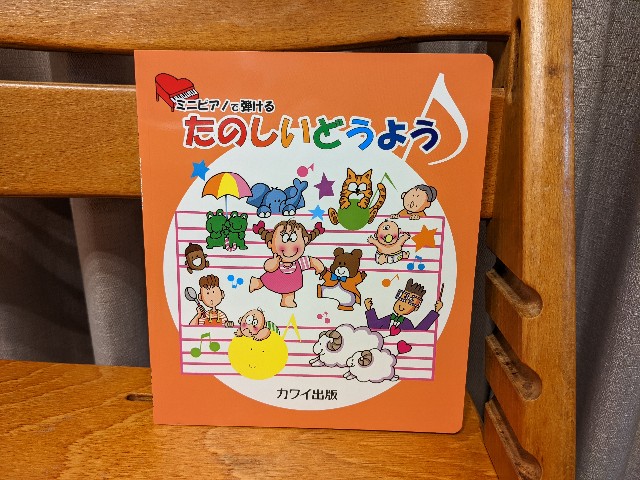 ミニピアノで弾ける
たのしいどうよう
カワイ出版